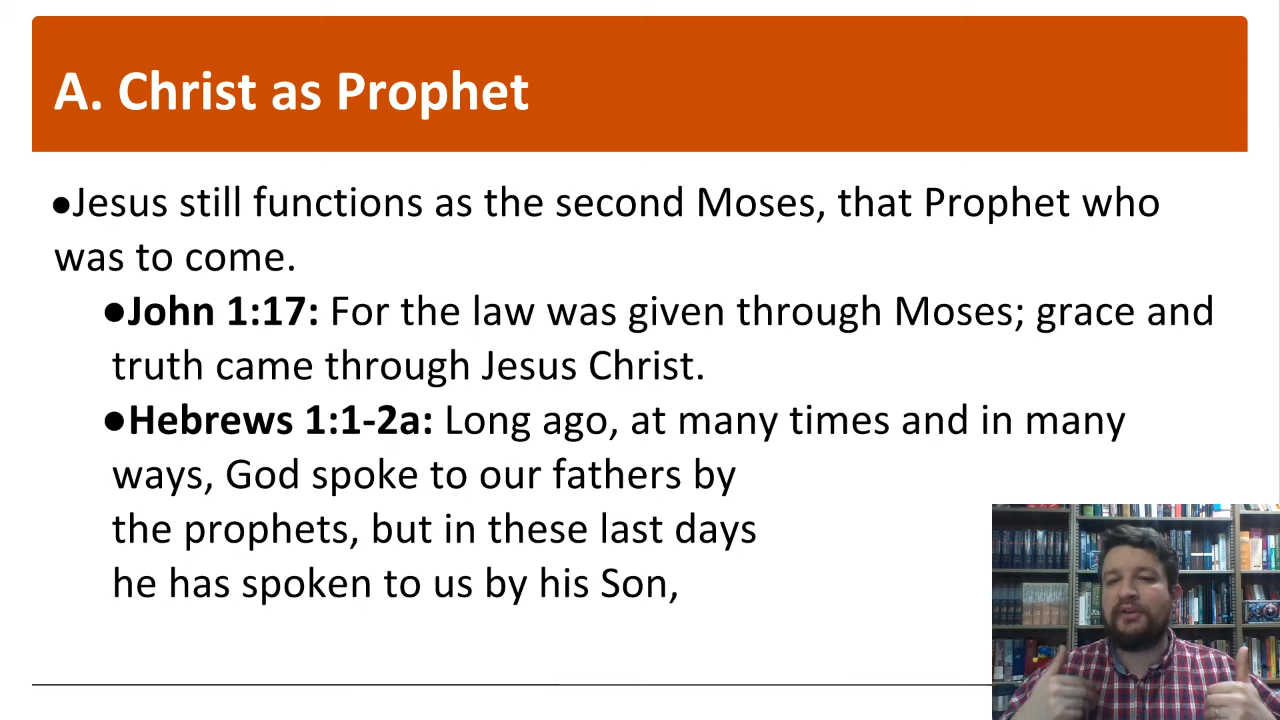 A. Christ as Prophet
●Jesus still functions as the second Moses, that Prophet who
was to come.
●John 1:17: For the law was given through Moses; grace and
truth came through Jesus Christ.
●Hebrews 1:1-2a: Long ago, at many times and in many
ways, God spoke to our fathers by
the prophets, but in these last days
he has spoken to us by his Son,